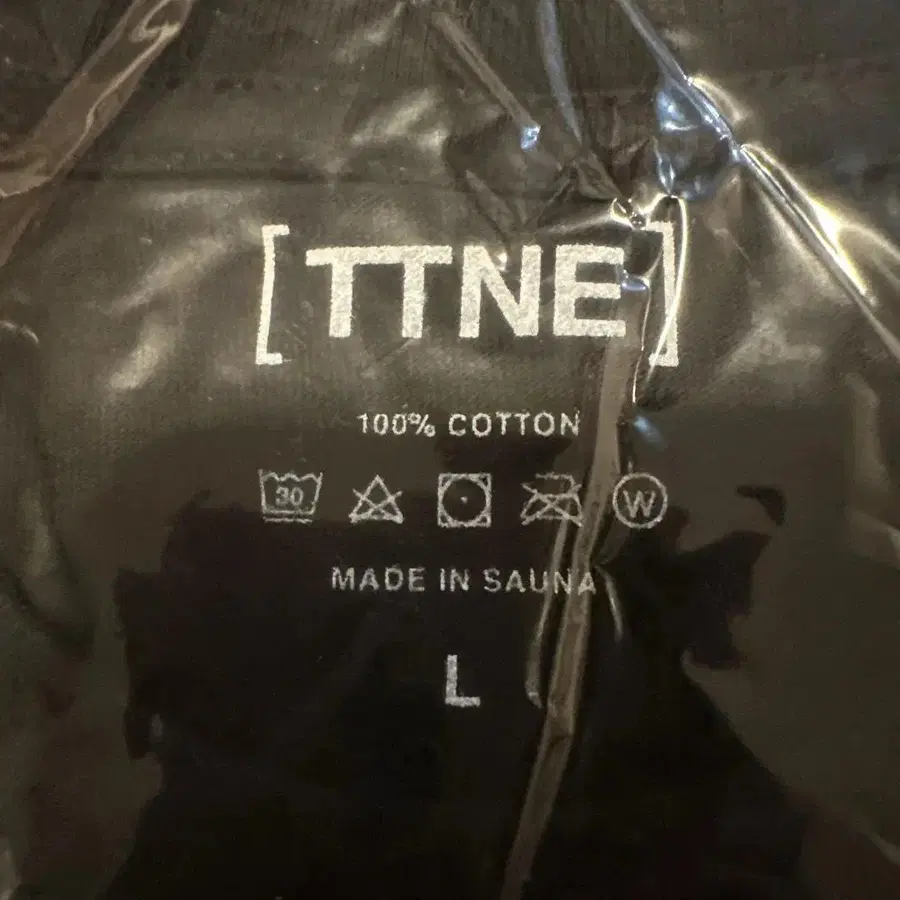 [TTNE]
100% COTTON
30 W
MADE IN SAUNA
L